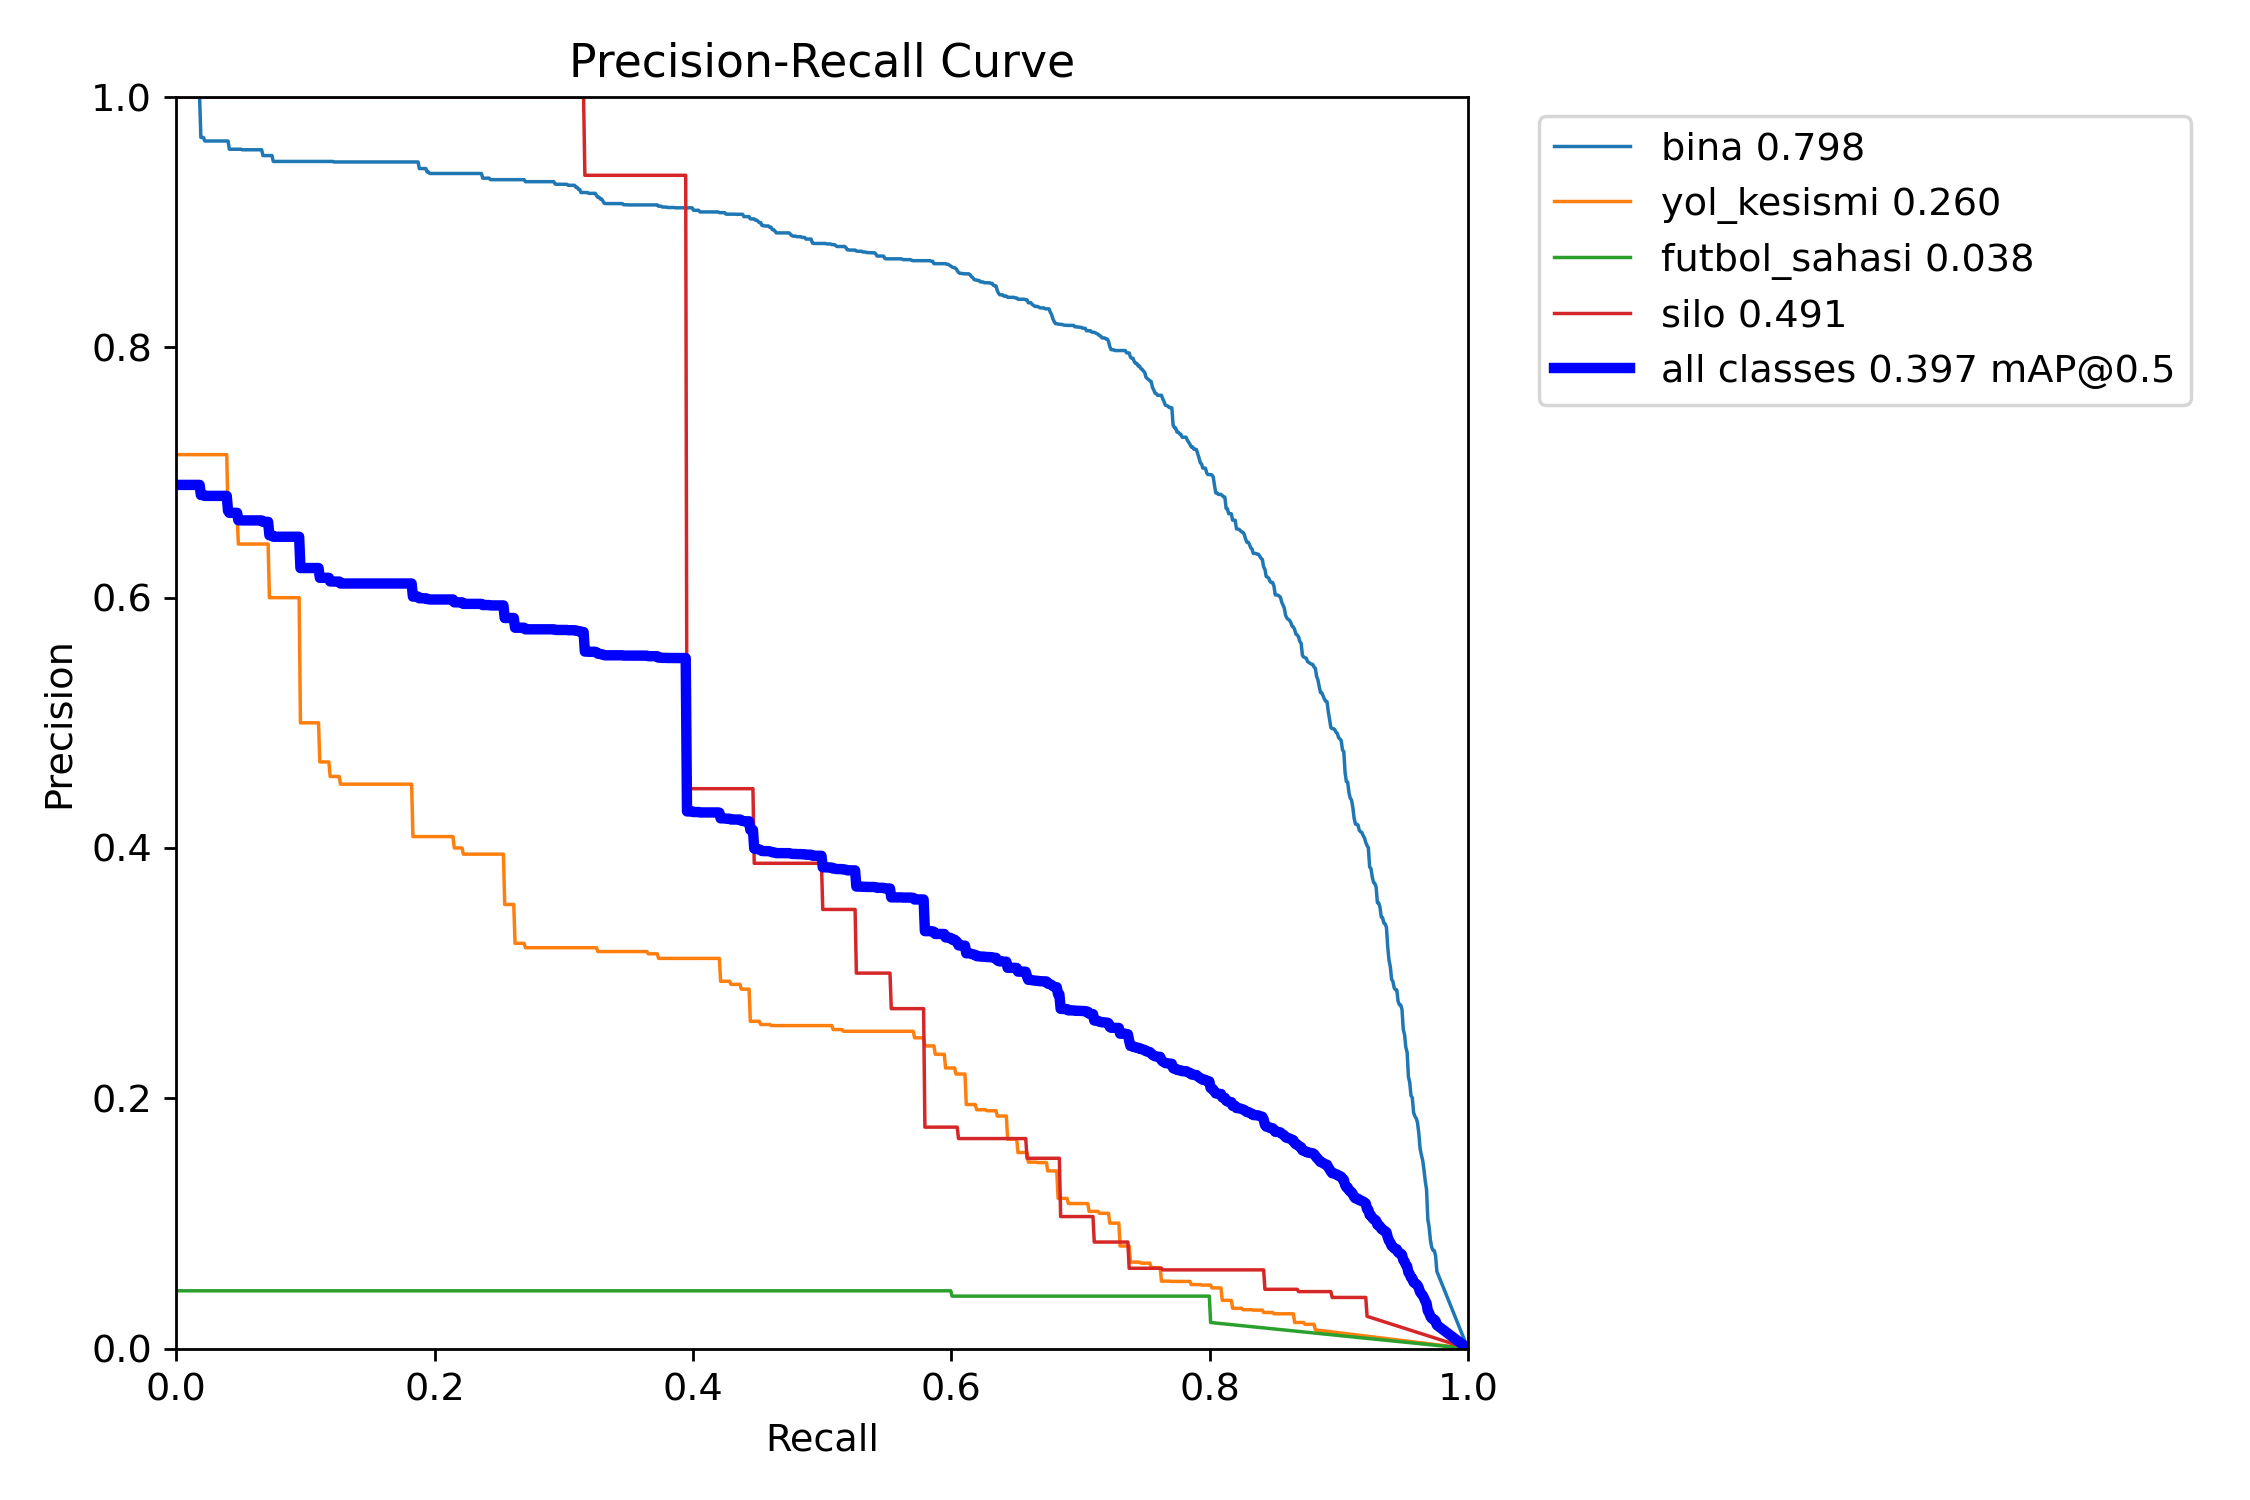 Precision-Recall Curve
1.0
0.8
0.6
0.4
0.2
0.0
Precision
0.0 0.2 0.4 0.6 0.8 1.0
Recall
bina 0.798
yol_kesismi 0.260
futbol_sahasi 0.038
silo 0.491
all classes 0.397 mAP@0.5